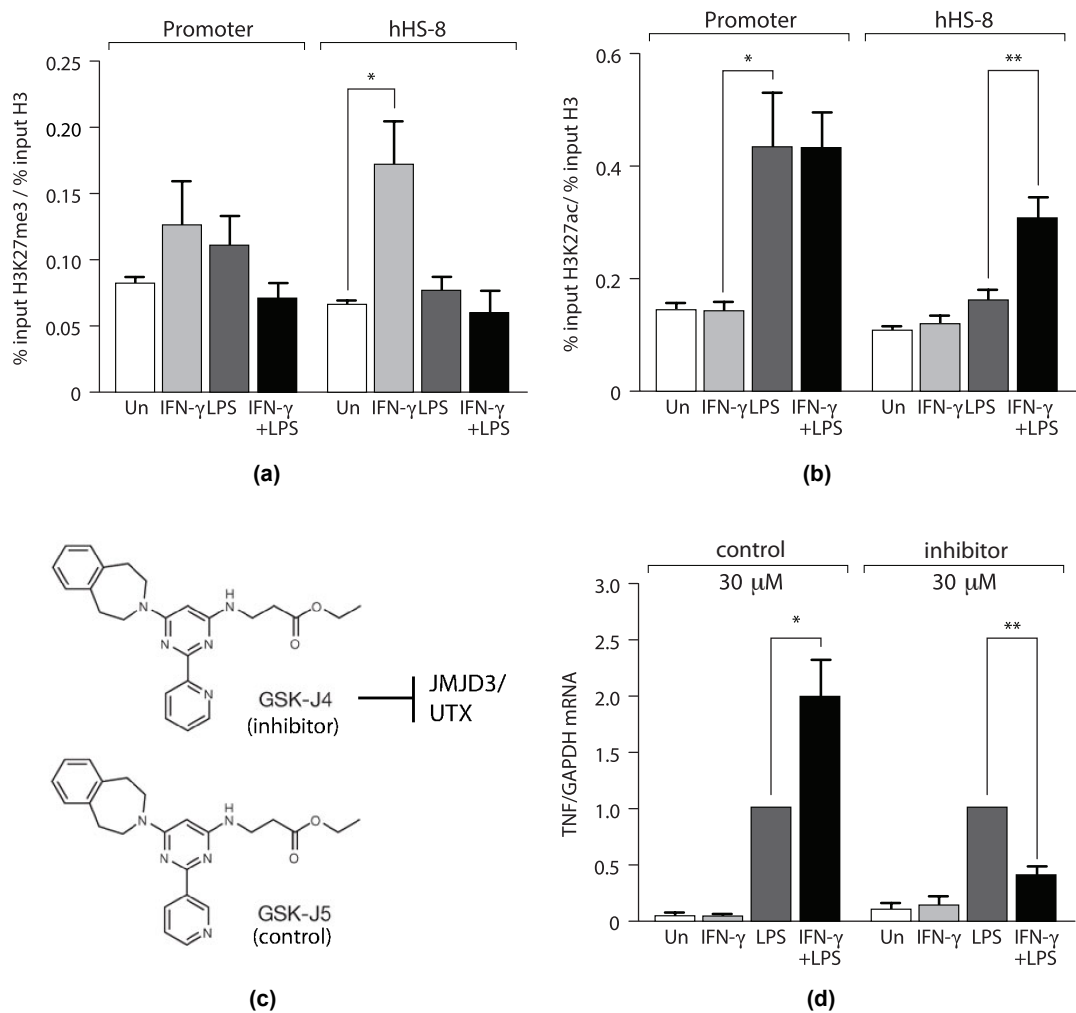 Promoter hHS-8
% input H3K27me3 / % input H3
0.25
0.20
0.15
0.10
0.05
0
*
Un IFN-γ LPS IFN-γ +LPS
Un IFN-γ LPS IFN-γ +LPS
(a)
Promoter hHS-8
% input H3K27ac/ % input H3
0.6
0.4
0.2
0
*
**
Un IFN-γ LPS IFN-γ +LPS
Un IFN-γ LPS IFN-γ +LPS
(b)
N
H
N
O
O
N
N
N
GSK-J4
(inhibitor)
JMJD3/
UTX
N
H
N
O
O
N
N
N
GSK-J5
(control)
(c)
control inhibitor
30 μM 30 μM
TNF/GAPDH mRNA
3.0
2.5
2.0
1.5
1.0
0.5
0
*
**
Un IFN-γ LPS IFN-γ +LPS
Un IFN-γ LPS IFN-γ +LPS
(d)